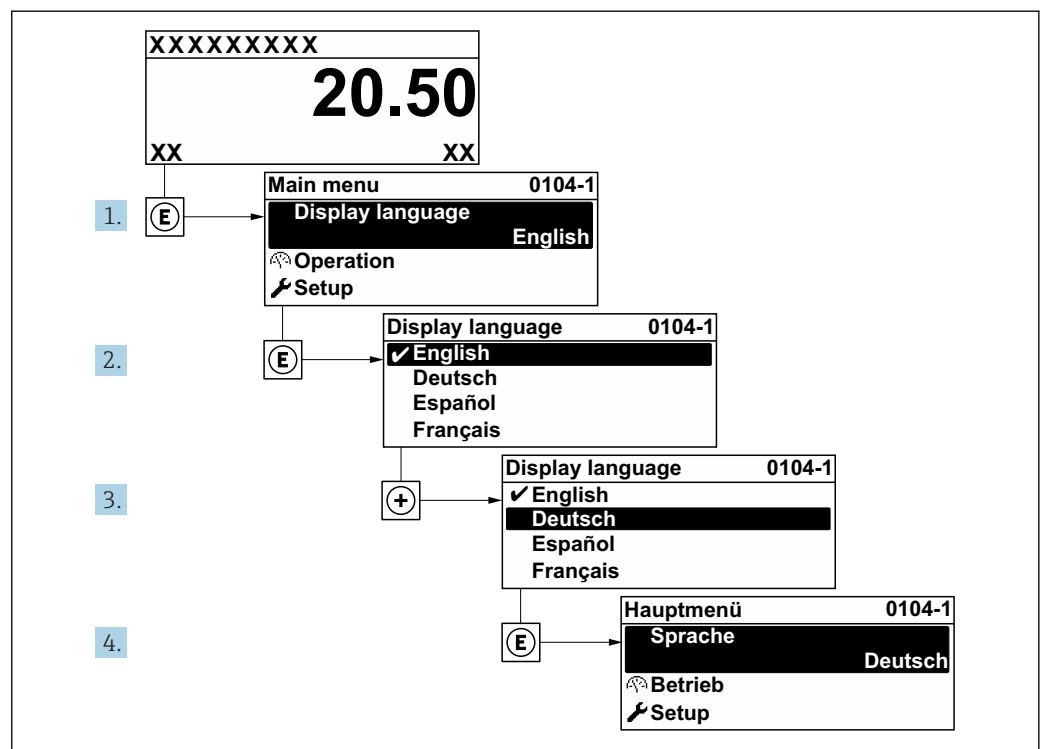 XXXXXXXXX
20.50
XX XX
1. E
Main menu 0104-1
Display language
English
Operation
Setup
2. E
Display language 0104-1
✔English
Deutsch
Español
Français
3. +
Display language 0104-1
✔English
Deutsch
Español
Français
4. E
Hauptmenü 0104-1
Sprache
Deutsch
Betrieb
Setup